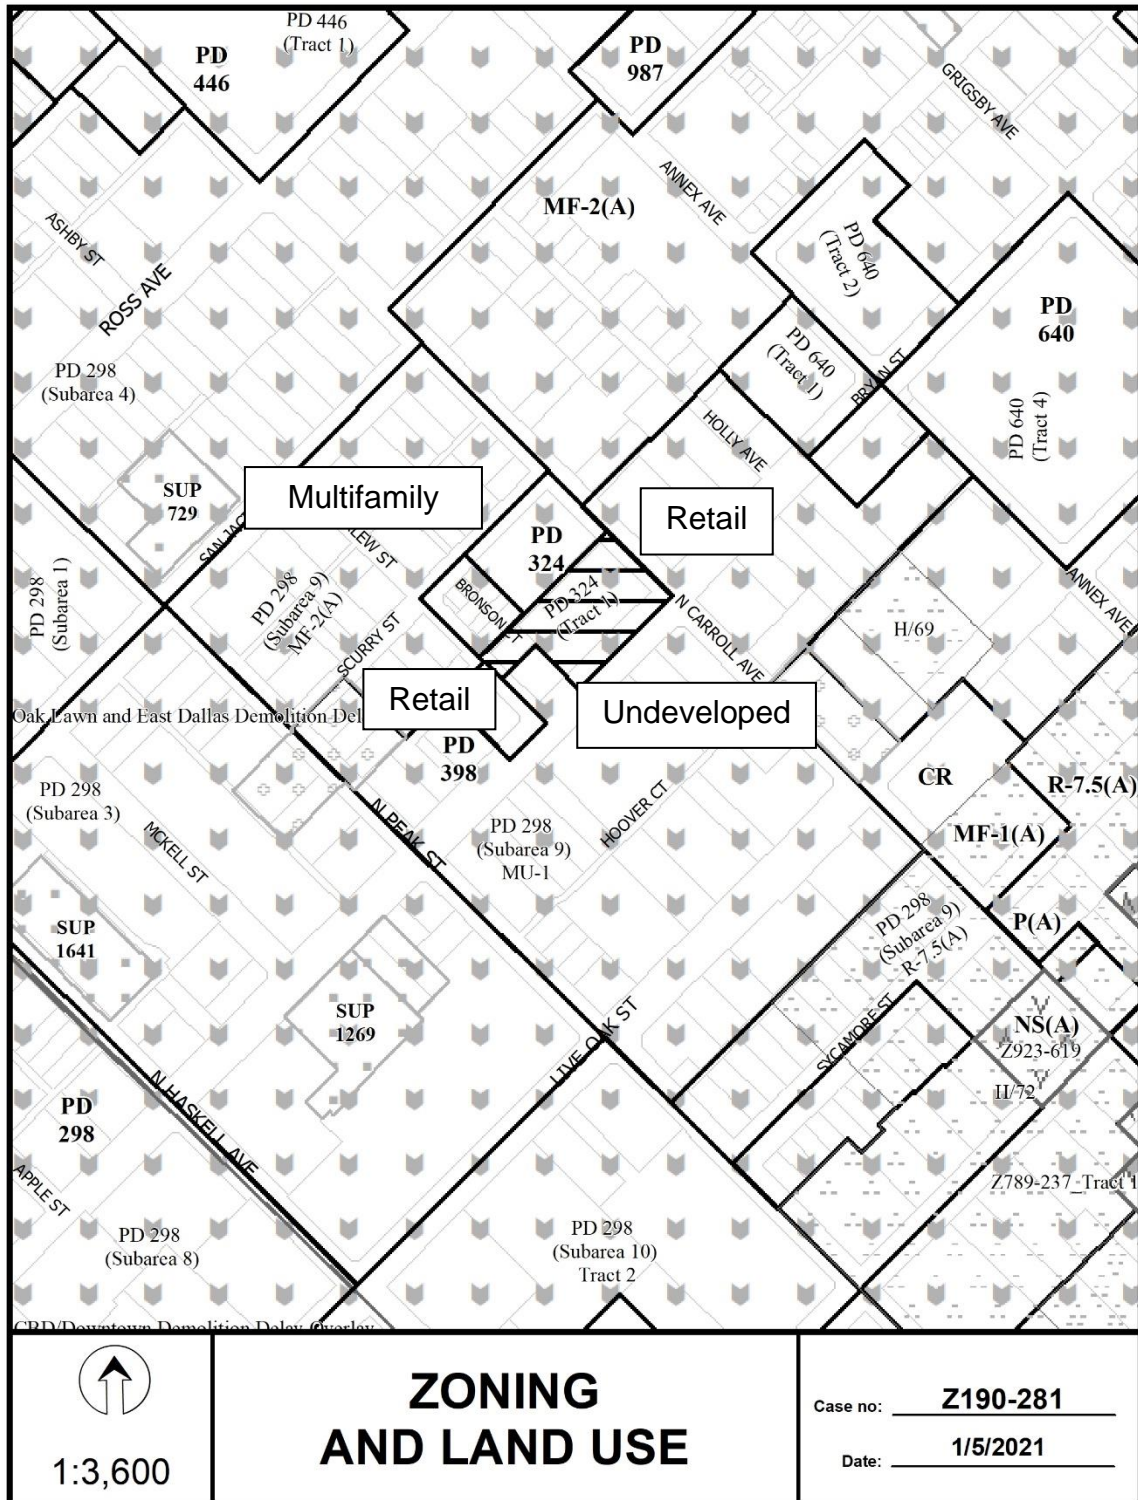 PD 446
(Tract 1)
PD
446
PD
987
GRIGSBY AVE
ANNEX AVE
MF-2(A)
ASHBY ST
ROSS AVE
PD 640
(Tract 2)
PD
640
PD 640
(Tract 1)
BRYAN ST
PD 298
(Subarea 4)
PD 640
(Tract 4)
HOLLY AVE
SUP
729
Multifamily
Retail
PD
324
PD 324
(Tract 1)
BRONSON CT
N CARROLL AVE
ANNEX AVE
PD 298
(Subarea 1)
PD 298
(Subarea 9)
MF-2(A)
SCURRY ST
H/69
Retail
Undeveloped
Oak Lawn and East Dallas Demolition Del
PD
398
CR
R-7.5(A)
MF-1(A)
PD 298
(Subarea 3)
MCKELL ST
N PEAK ST
PD 298
(Subarea 9)
MU-1
HOOVER CT
PD 298
(Subarea 9)
R-7.5(A)
P(A)
SUP
1641
SUP
1269
LIVE OAK ST
SYCAMORE ST
NS(A)
Z923-619
H/72
N HASKELL AVE
PD
298
APPLE ST
Z789-237_Tract 1
PD 298
(Subarea 8)
PD 298
(Subarea 10)
Tract 2
CBD/Downtown Demolition Delay Overlay
1:3,600
ZONING
AND LAND USE
Case no: Z190-281
Date: 1/5/2021